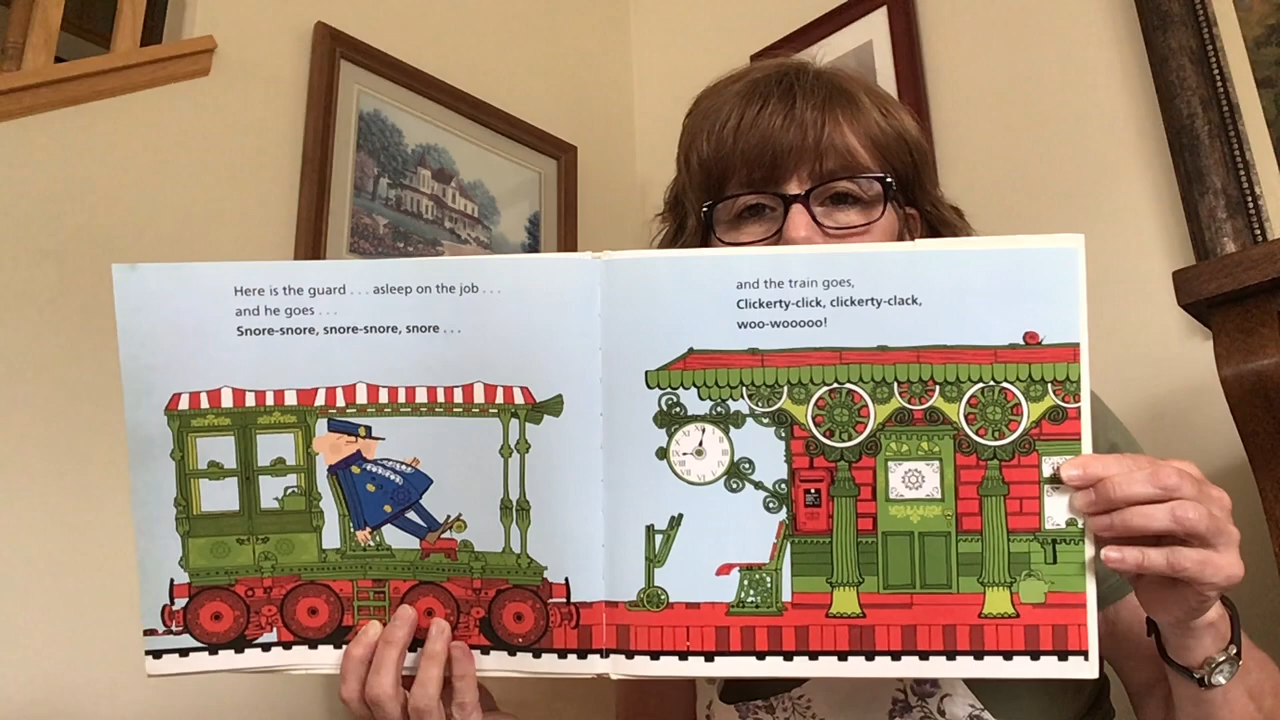 Here is the guard . . . asleep on the job . . .
and he goes . . .
Snore-snore, snore-snore, snore . . .
and the train goes,
Clickerty-click, clickerty-clack,
woo-wooooo!